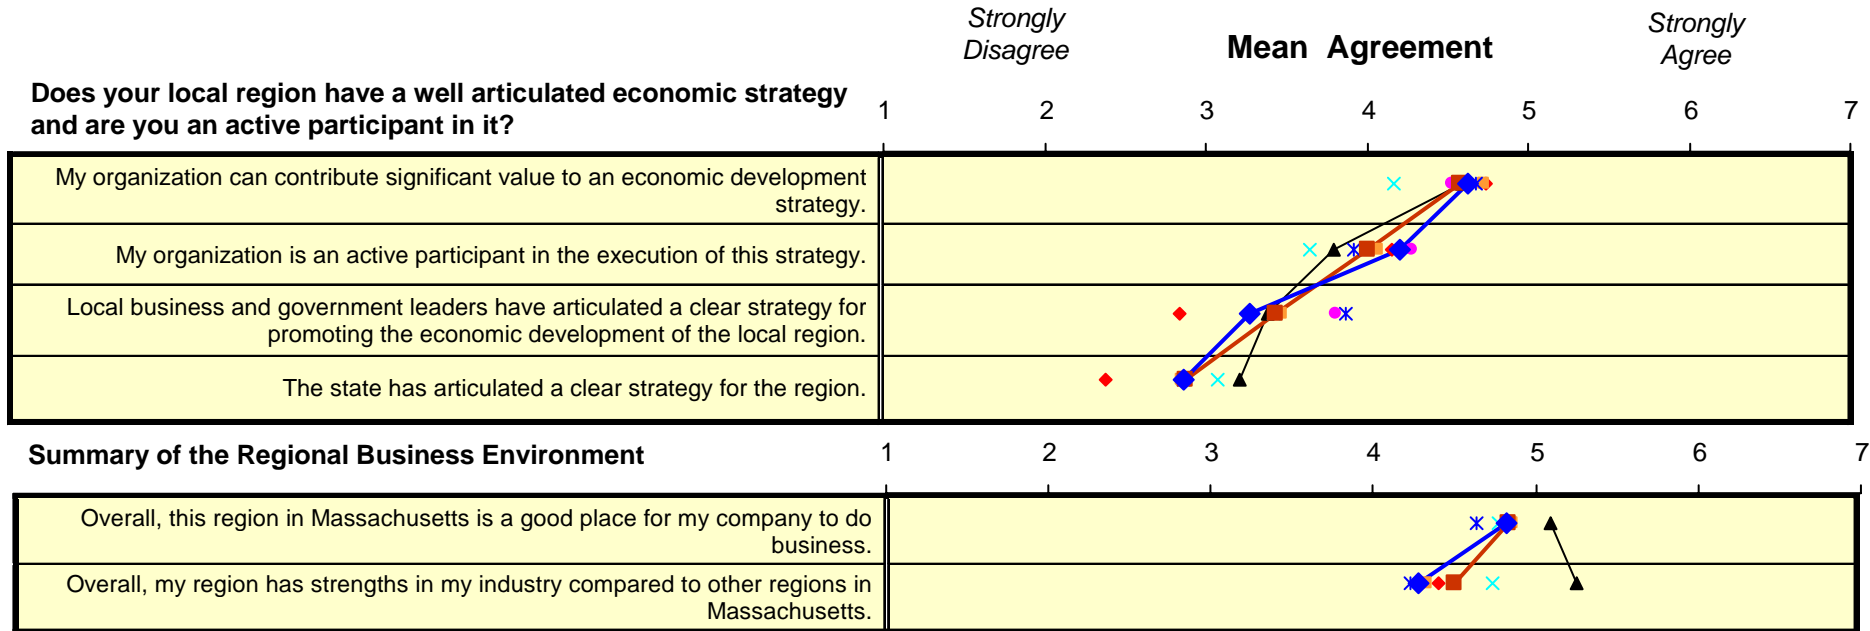 Strongly
Disagree
Mean Agreement
Strongly
Agree
Does your local region have a well articulated economic strategy
and are you an active participant in it?
1 2 3 4 5 6 7
My organization can contribute significant value to an economic development
strategy.
My organization is an active participant in the execution of this strategy.
Local business and government leaders have articulated a clear strategy for
promoting the economic development of the local region.
The state has articulated a clear strategy for the region.
Summary of the Regional Business Environment
1 2 3 4 5 6 7
Overall, this region in Massachusetts is a good place for my company to do
business.
Overall, my region has strengths in my industry compared to other regions in
Massachusetts.